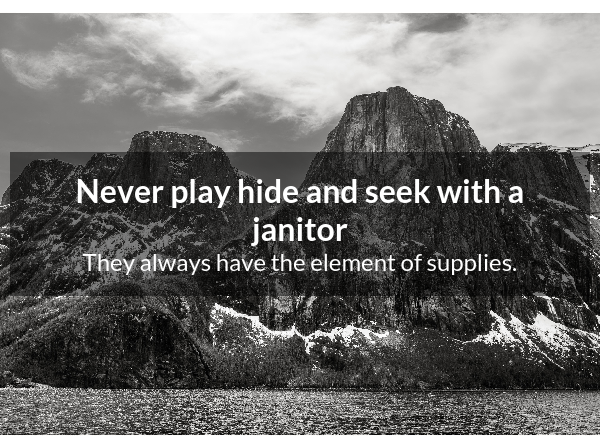 Never play hide and seek with a
janitor
They always have the element of supplies.